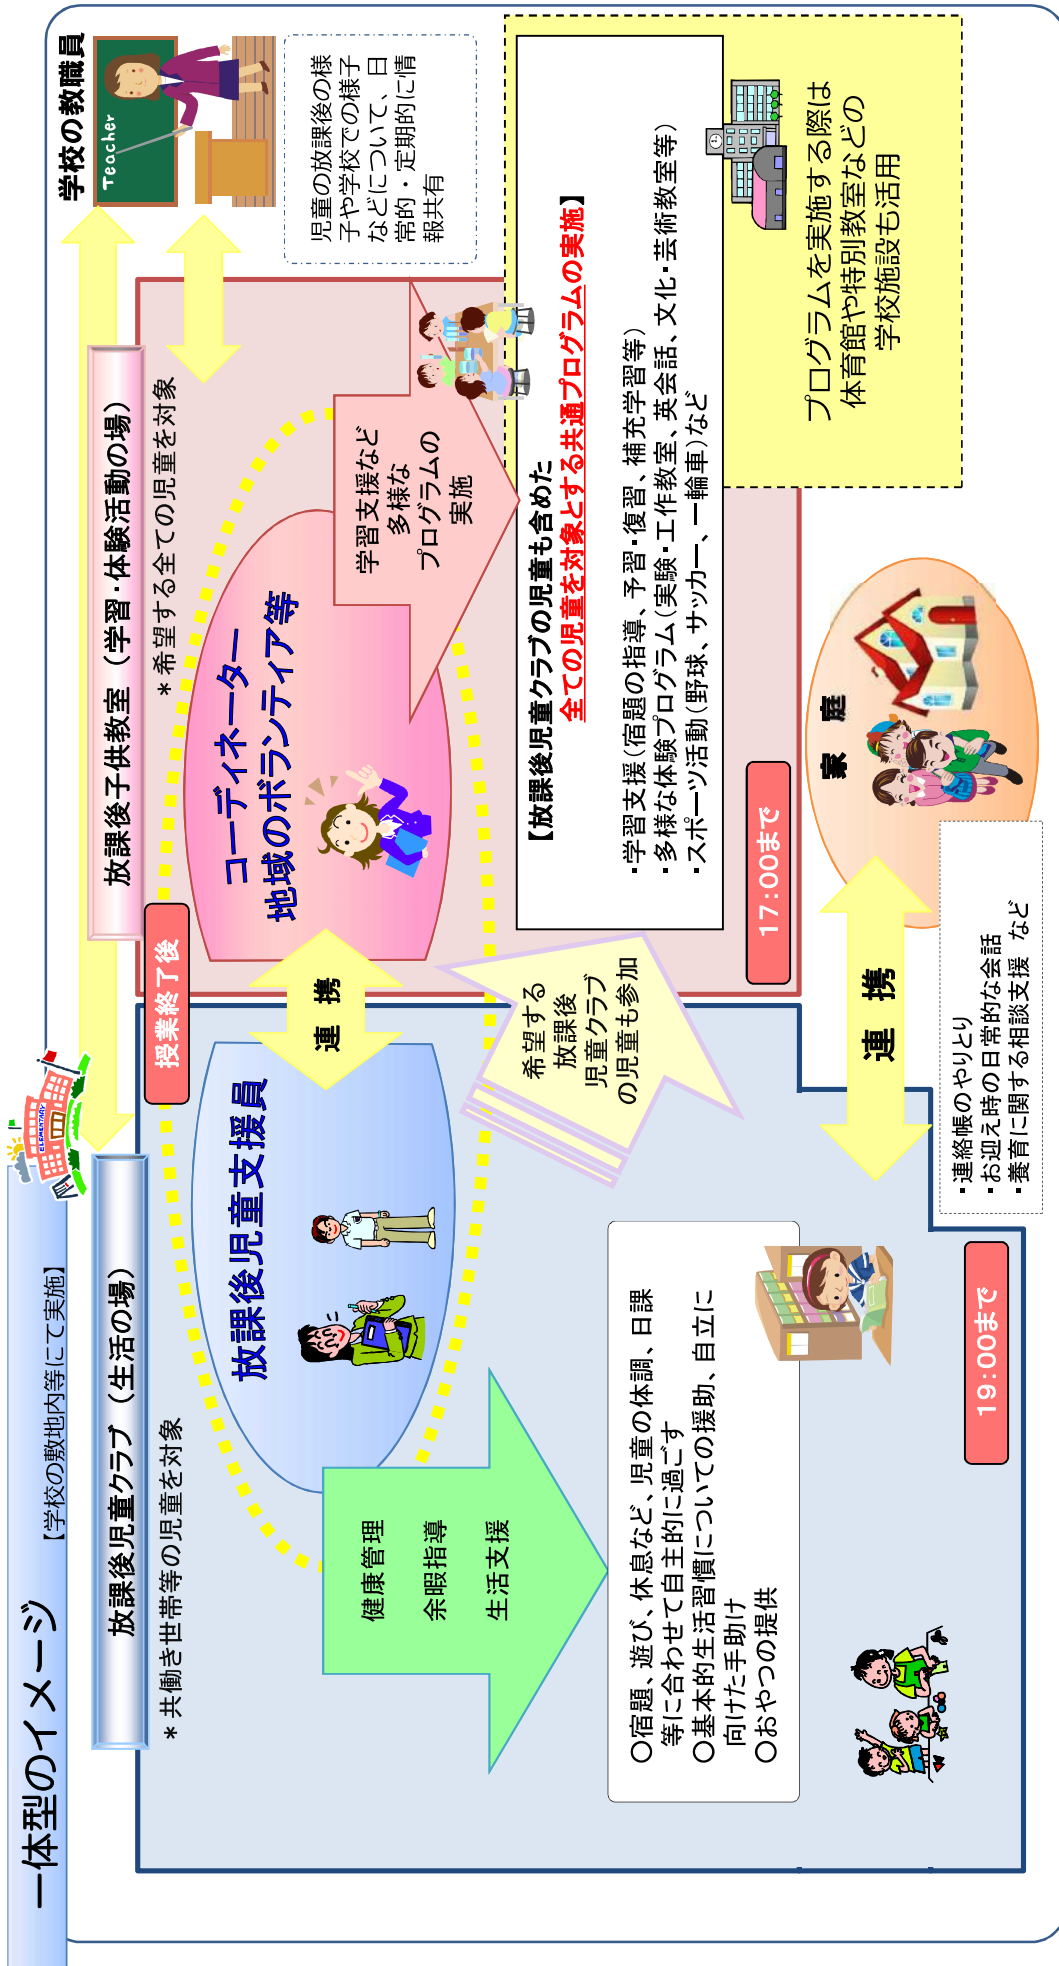 一体型のイメージ
【学校の敷地内等にて実施】
ELEMENTARY
放課後児童クラブ（生活の場）
＊共働き世帯等の児童を対象
放課後児童支援員
健康管理
余暇指導
生活支援
○宿題、遊び、休息など、児童の体調、日課
等に合わせて自主的に過ごす
○基本的生活習慣についての援助、自立に
向けた手助け
○おやつの提供
19:00まで
授業終了後
連　携
希望する
放課後
児童クラブ
の児童も参加
放課後子供教室（学習・体験活動の場）
＊希望する全ての児童を対象
コーディネーター
地域のボランティア等
学習支援など
多様な
プログラムの
実施
【放課後児童クラブの児童も含めた
全ての児童を対象とする共通プログラムの実施】
・学習支援（宿題の指導、予習・復習、補充学習等）
・多様な体験プログラム（実験・工作教室、英会話、文化・芸術教室等）
・スポーツ活動（野球、サッカー、一輪車）など
17:00まで
プログラムを実施する際は
体育館や特別教室などの
学校施設も活用
学校の教職員
Teacher
児童の放課後の様
子や学校での様子
などについて、日
常的・定期的に情
報共有
家　庭
連　携
・連絡帳のやりとり
・お迎え時の日常的な会話
・養育に関する相談支援　など